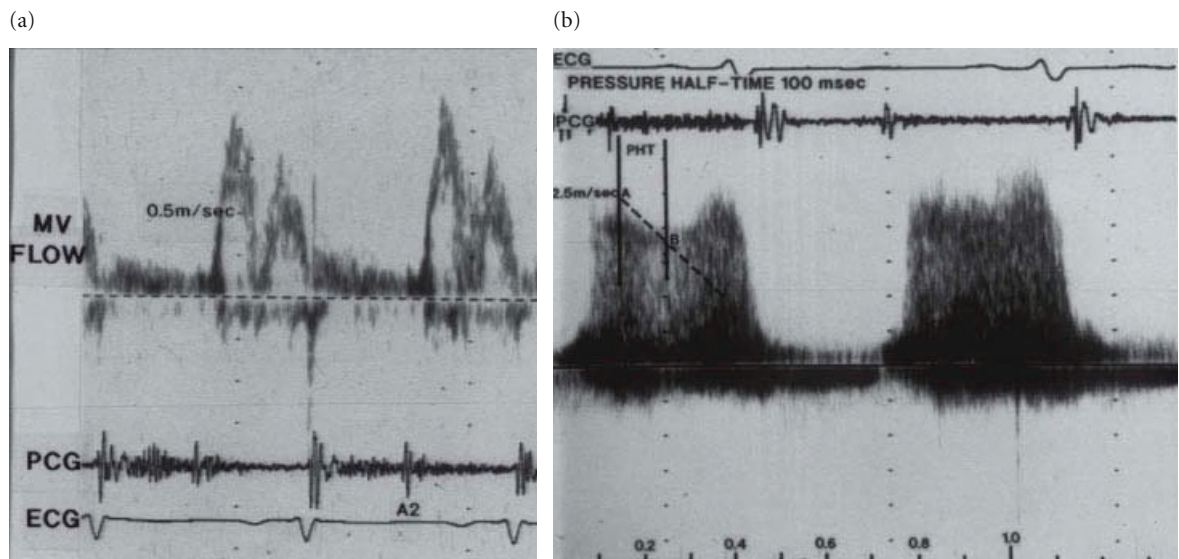 (a)
0.5m/sec
MV
FLOW
PCG
A2
ECG
(b)
ECG
PRESSURE HALF-TIME 100 msec
PCG
PHT
2.5m/sec A
B
0.2 0.4 0.6 0.8 1.0